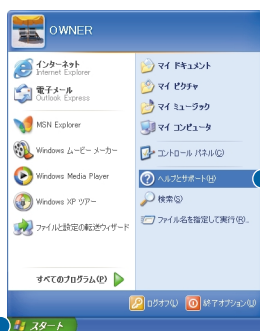 OWNER
インターネット
Internet Explorer
電子メール
Outlook Express
MSN Explorer
Windows ムービー メーカー
Windows Media Player
Windows XP ツアー
ファイルと設定の転送ウィザード
すべてのプログラム(P)
マイ ドキュメント
マイ ピクチャ
マイ ミュージック
マイ コンピュータ
コントロール パネル(C)
ヘルプとサポート(H)
検索(S)
ファイル名を指定して実行(R)...
ログオフ(L)
終了オプション(U)
スタート